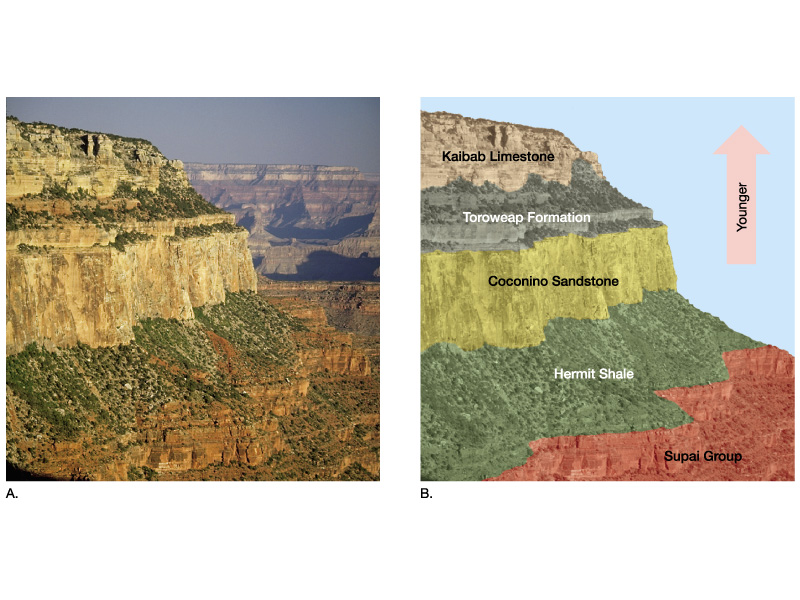 Kaibab Limestone
Toroweap Formation
Younger
Coconino Sandstone
Hermit Shale
Supai Group
A.
B.